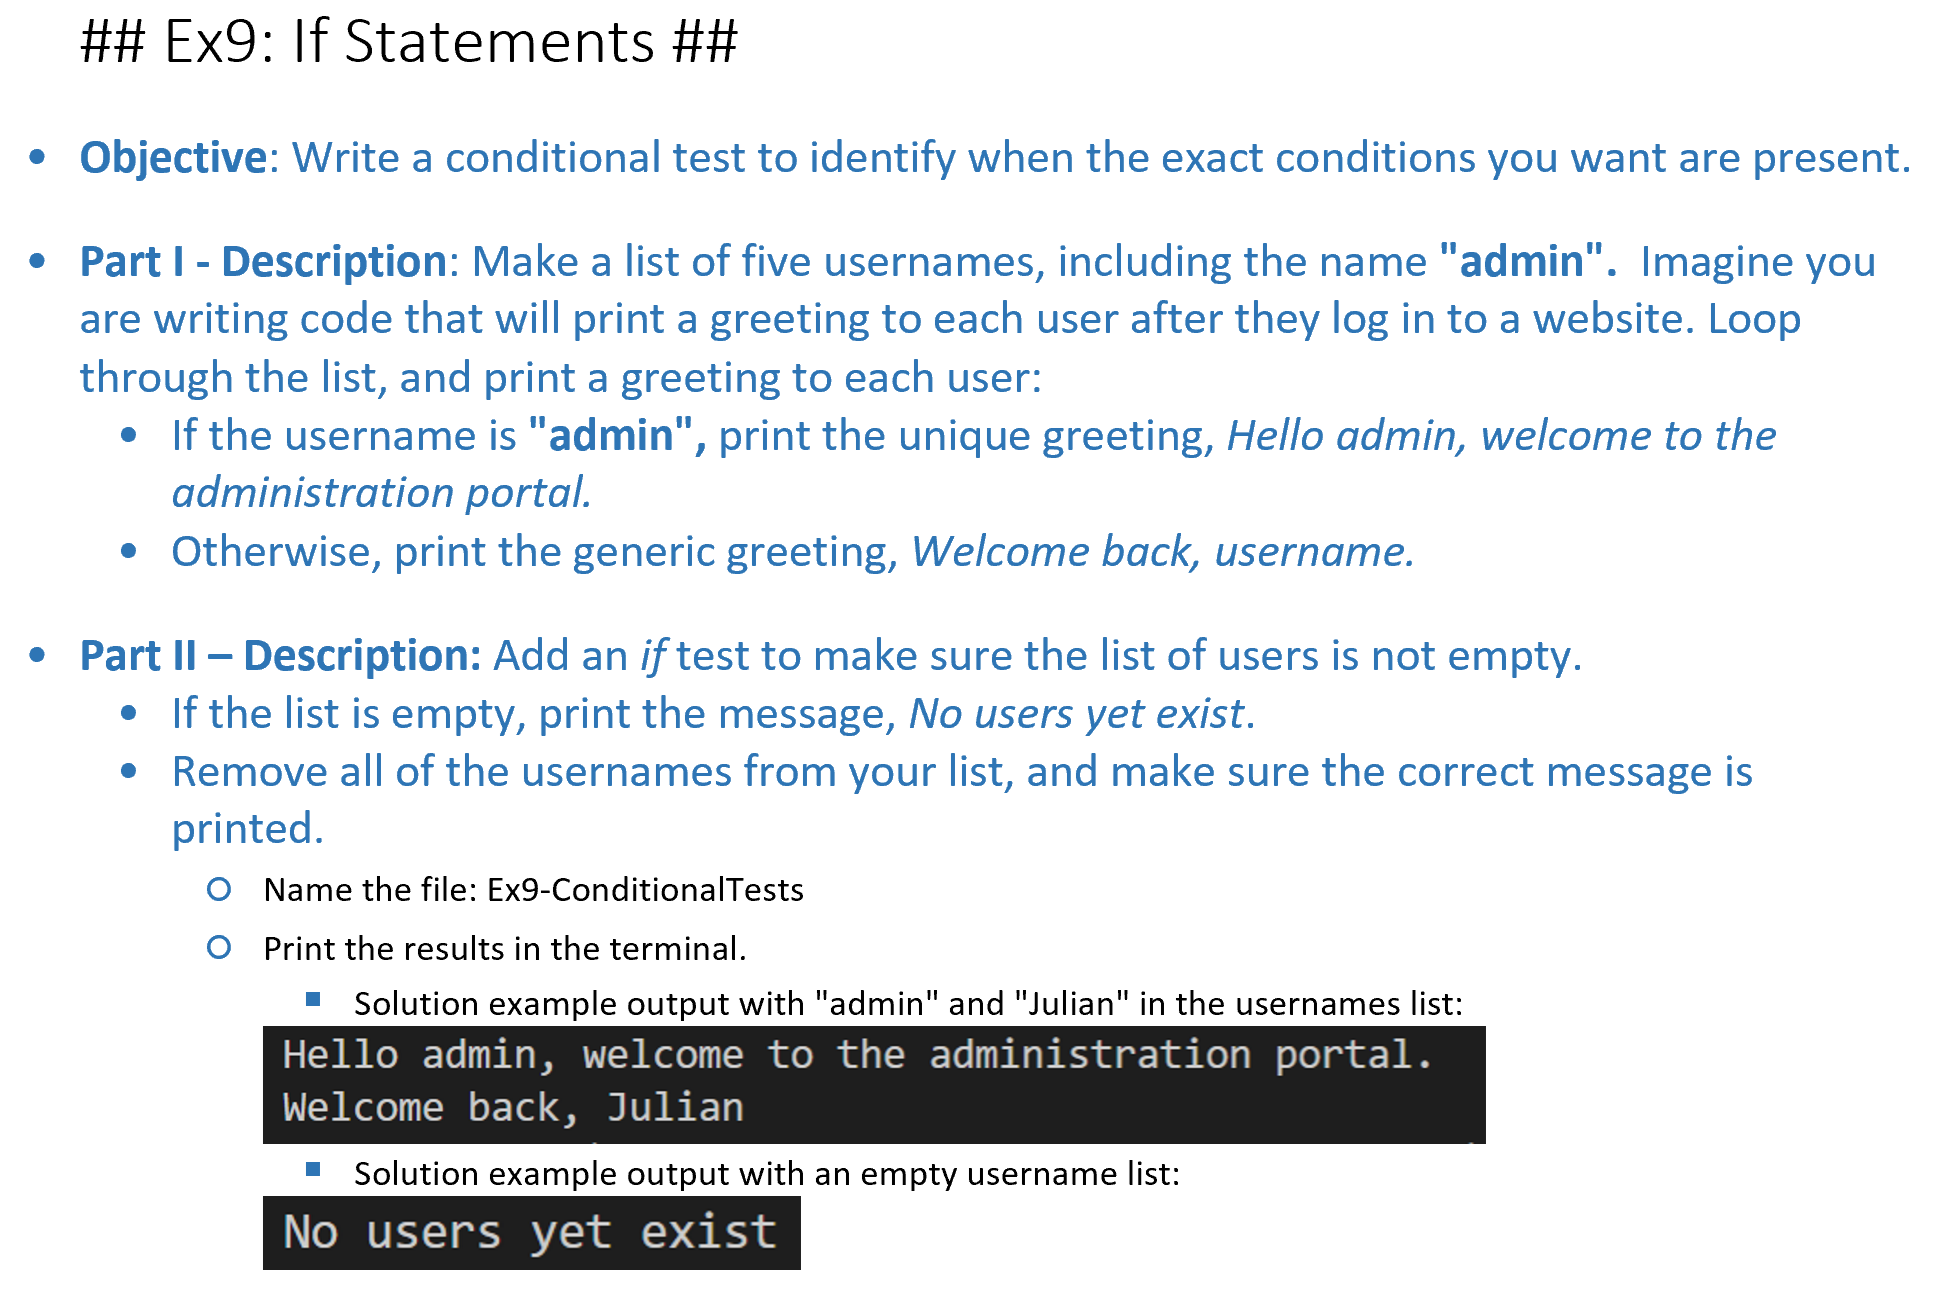 ## Ex9: If Statements ##
• Objective: Write a conditional test to identify when the exact conditions you want are present.
• Part I - Description: Make a list of five usernames, including the name "admin".  Imagine you
are writing code that will print a greeting to each user after they log in to a website. Loop
through the list, and print a greeting to each user:
• If the username is "admin", print the unique greeting, Hello admin, welcome to the
administration portal.
• Otherwise, print the generic greeting, Welcome back, username.
• Part II – Description: Add an if test to make sure the list of users is not empty.
• If the list is empty, print the message, No users yet exist.
• Remove all of the usernames from your list, and make sure the correct message is
printed.
○ Name the file: Ex9-ConditionalTests
○ Print the results in the terminal.
▪ Solution example output with "admin" and "Julian" in the usernames list:
Hello admin, welcome to the administration portal.
Welcome back, Julian
▪ Solution example output with an empty username list:
No users yet exist